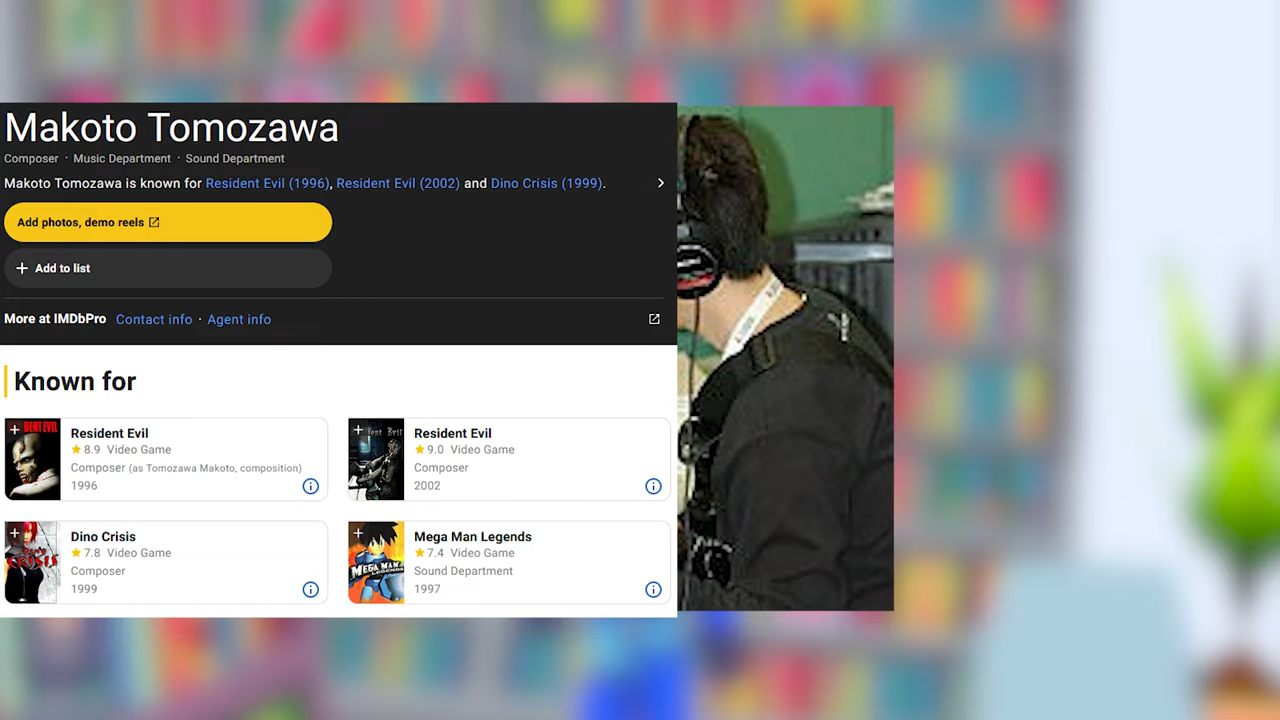 Makoto Tomozawa
Composer · Music Department · Sound Department
Makoto Tomozawa is known for Resident Evil (1996), Resident Evil (2002) and Dino Crisis (1999).
Add photos, demo reels
+ Add to list
More at IMDbPro Contact info · Agent info
Known for
Resident Evil
8.9 Video Game
Composer (as Tomozawa Makoto, composition)
1996
Resident Evil
9.0 Video Game
Composer
2002
Dino Crisis
7.8 Video Game
Composer
1999
Mega Man Legends
7.4 Video Game
Sound Department
1997
MEGA MAN
LEGENDS